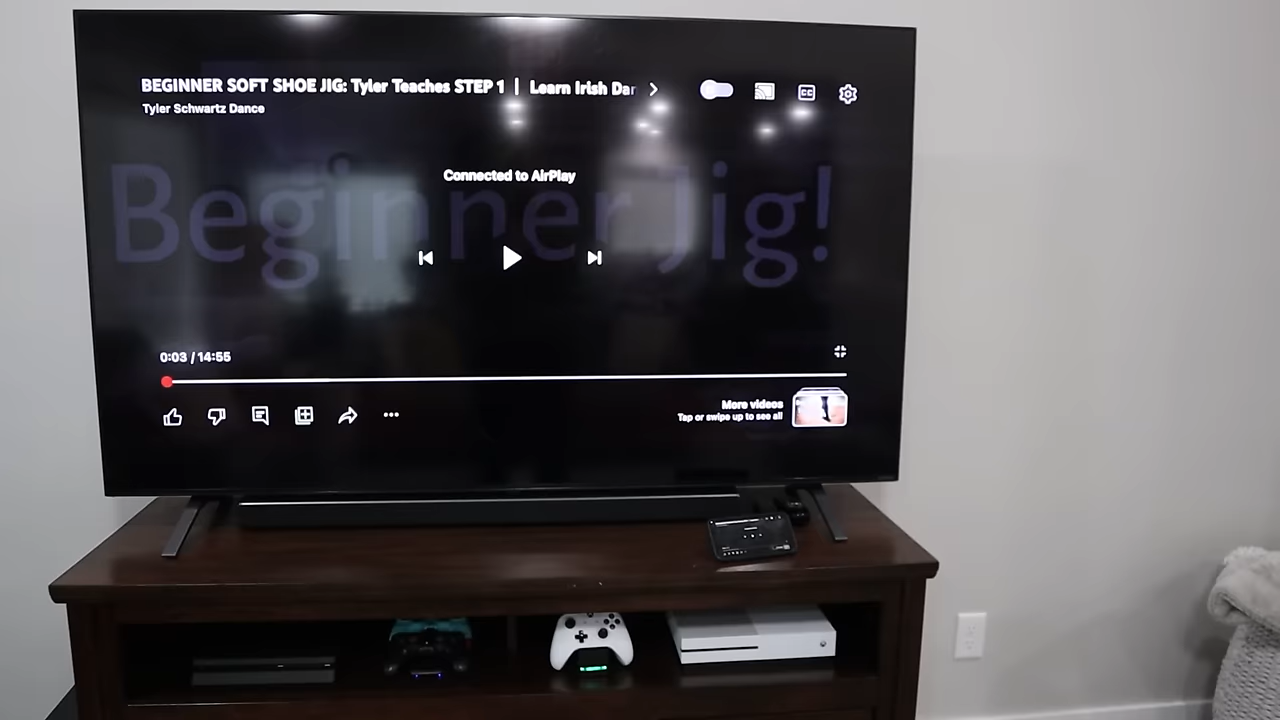 BEGINNER SOFT SHOE JIG: Tyler Teaches STEP 1 | Learn Irish Dar
Tyler Schwartz Dance
CC
Connected to AirPlay
Beginner Jig!
0:03 / 14:55
More videos
Tap or swipe up to see all